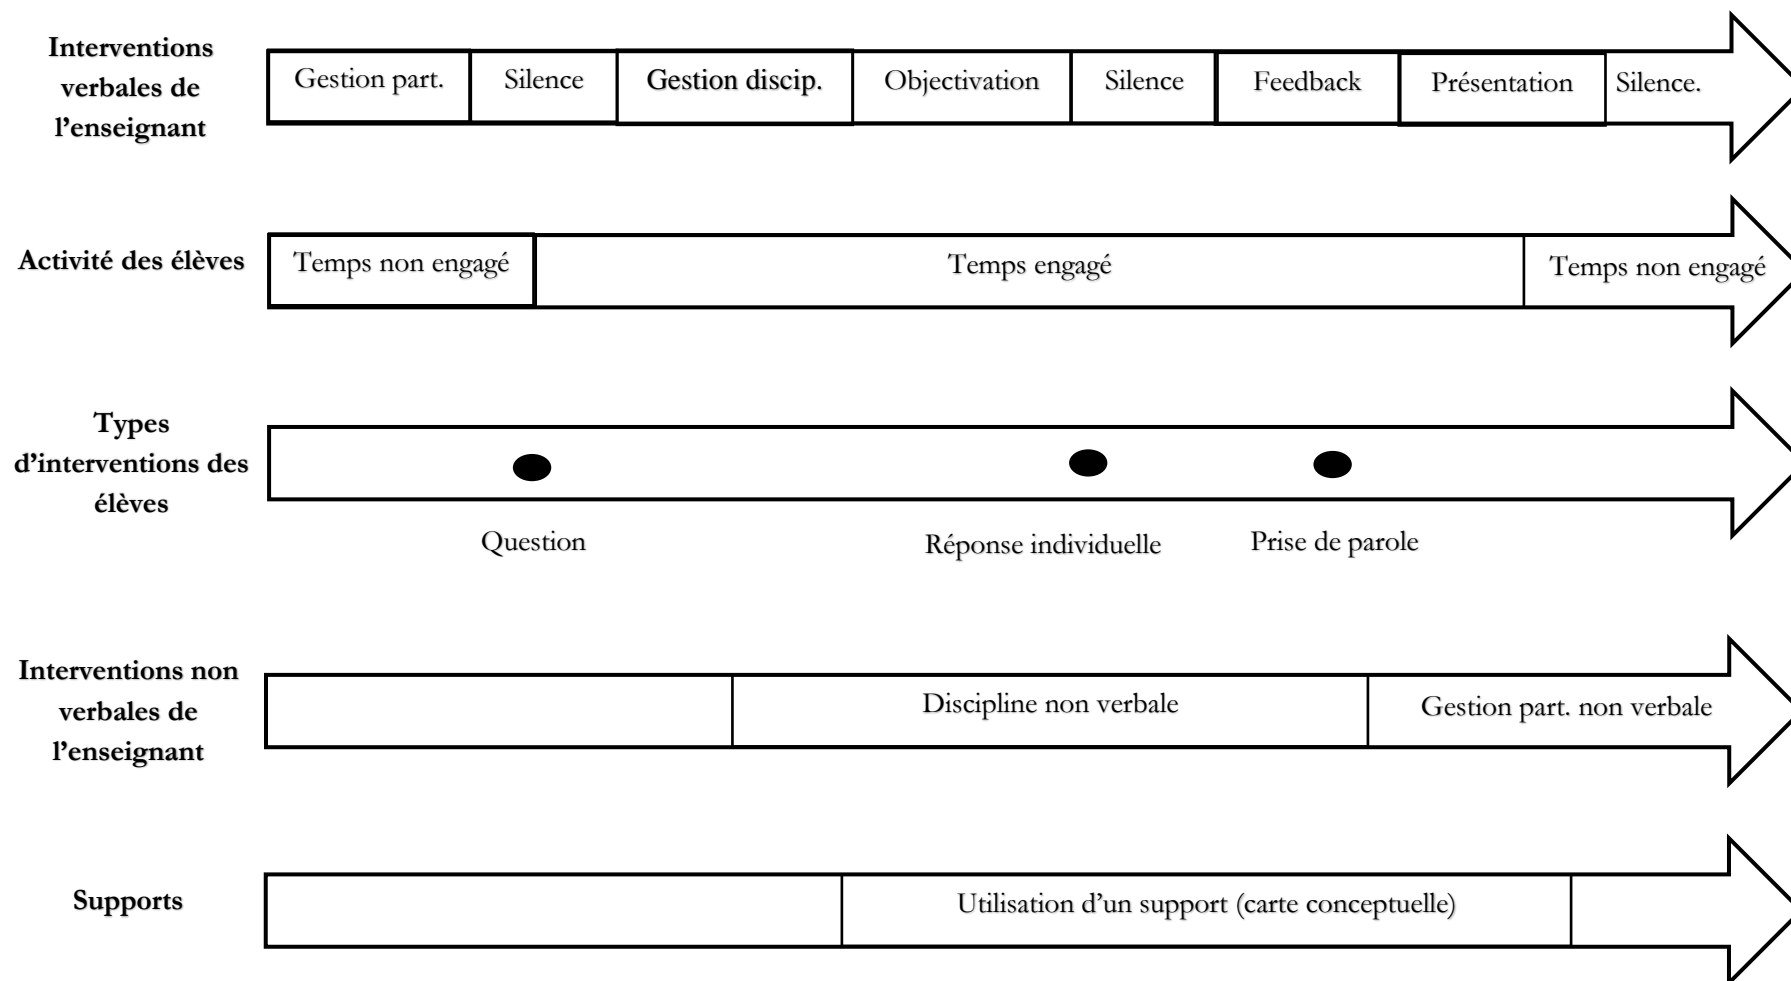 Interventions
verbales de
l’enseignant
Gestion part.
Silence
Gestion discip.
Objectivation
Silence
Feedback
Présentation
Silence.
Activité des élèves
Temps non engagé
Temps engagé
Temps non engagé
Types
d’interventions des
élèves
Question
Réponse individuelle
Prise de parole
Interventions non
verbales de
l’enseignant
Discipline non verbale
Gestion part. non verbale
Supports
Utilisation d’un support (carte conceptuelle)